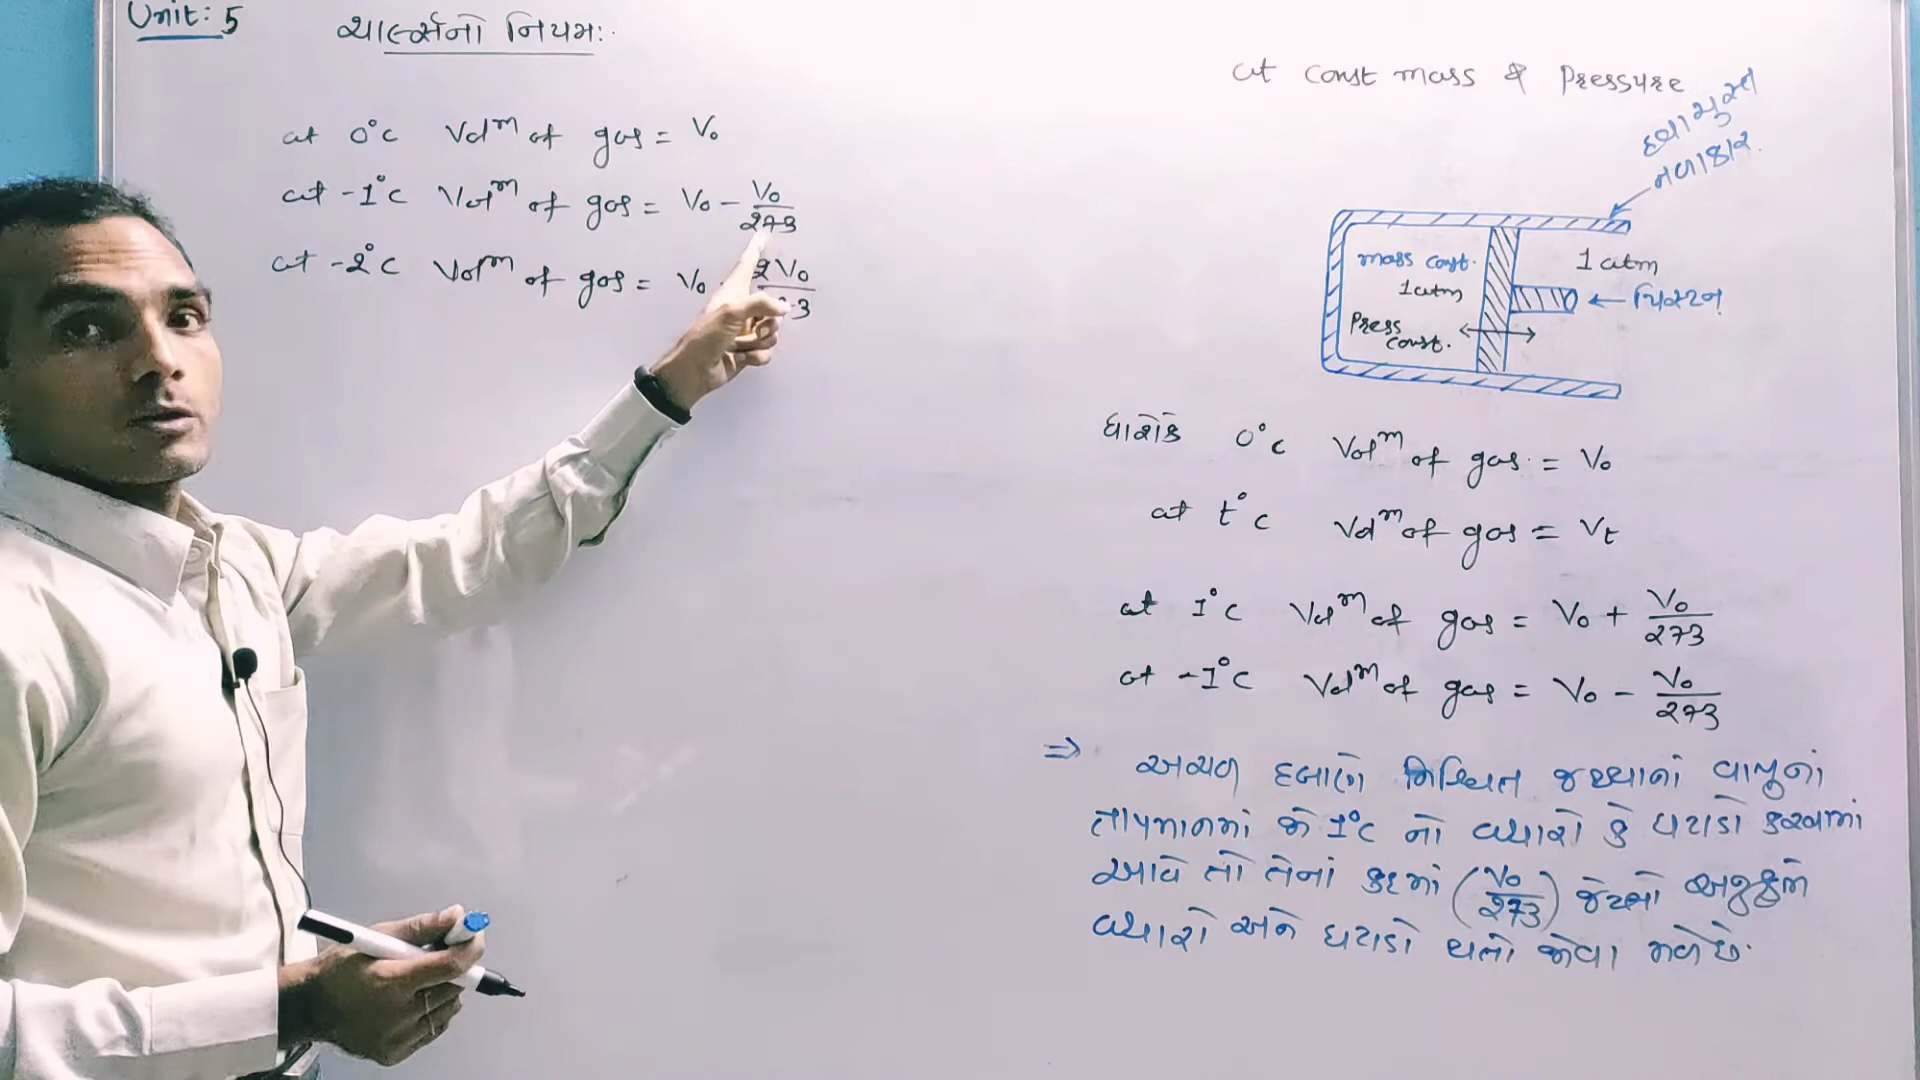 Unit: 5
ચાર્લ્સનો નિયમ:
at 0°c Volᵐ of gas = V₀
at -1°c Volᵐ of gas = V₀ - V₀/273
at -2°c Volᵐ of gas = V₀ 2V₀/ 3
at const mass & Pressure
નળાકાર.
mass const.
1atm
1atm
← પિસ્ટન
Press
const.
ધારોકે 0°c Volᵐ of gas = V₀
at t°c Volᵐ of gas = Vt
at 1°c Volᵐ of gas = V₀ + V₀/273
at -1°c Volᵐ of gas = V₀ - V₀/273
⇒ અચળ દબાણે નિશ્ચિત જથ્થાનાં વાયુનાં
તાપમાનમાં જો 1°c નો વધારો કે ઘટાડો કરવામાં
આવે તો તેનાં કદમાં (V₀/273) જેટલો અનુક્રમે
વધારો અને ઘટાડો થતો જોવા મળે છે.